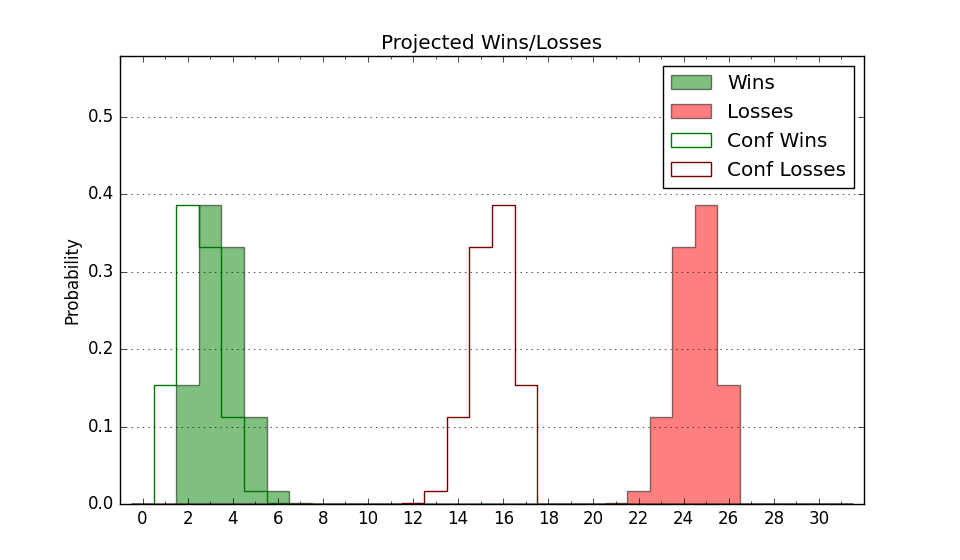 Projected Wins/Losses
Wins
Losses
Conf Wins
Conf Losses
Probability
0.5
0.4
0.3
0.2
0.1
0.0
0 2 4 6 8 10 12 14 16 18 20 22 24 26 28 30